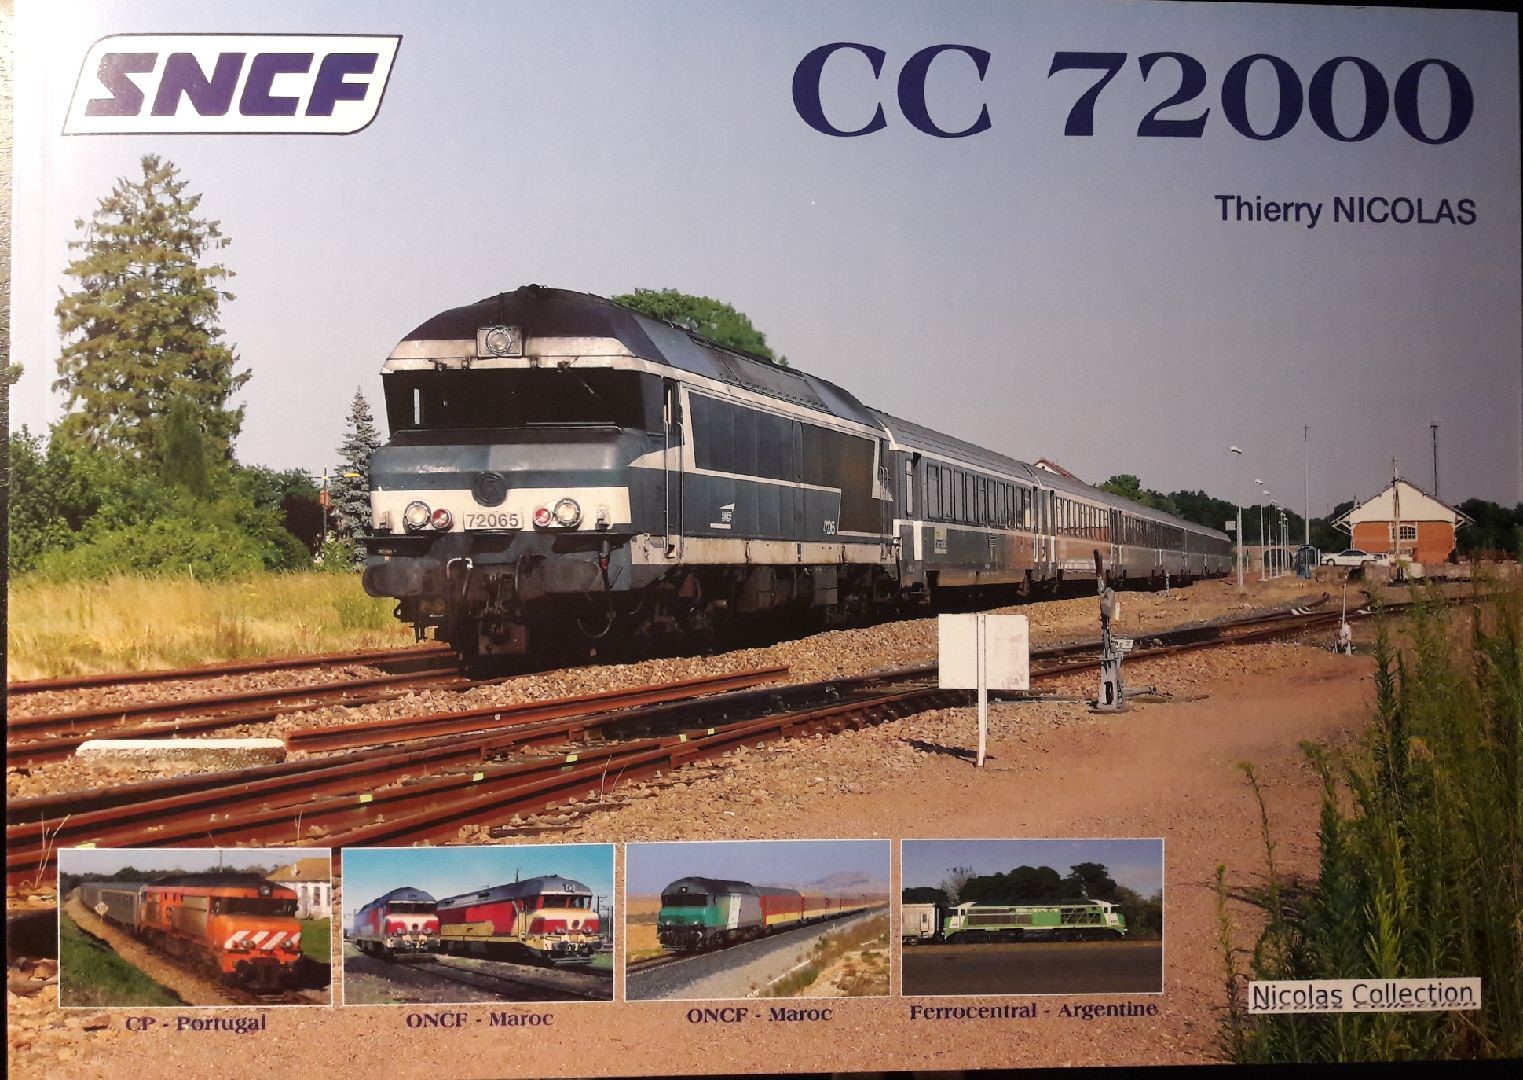 SNCF
CC 72000
Thierry NICOLAS
72065
CP - Portugal
ONCF - Maroc
ONCF - Maroc
Ferrocentral - Argentine
Nicolas Collection